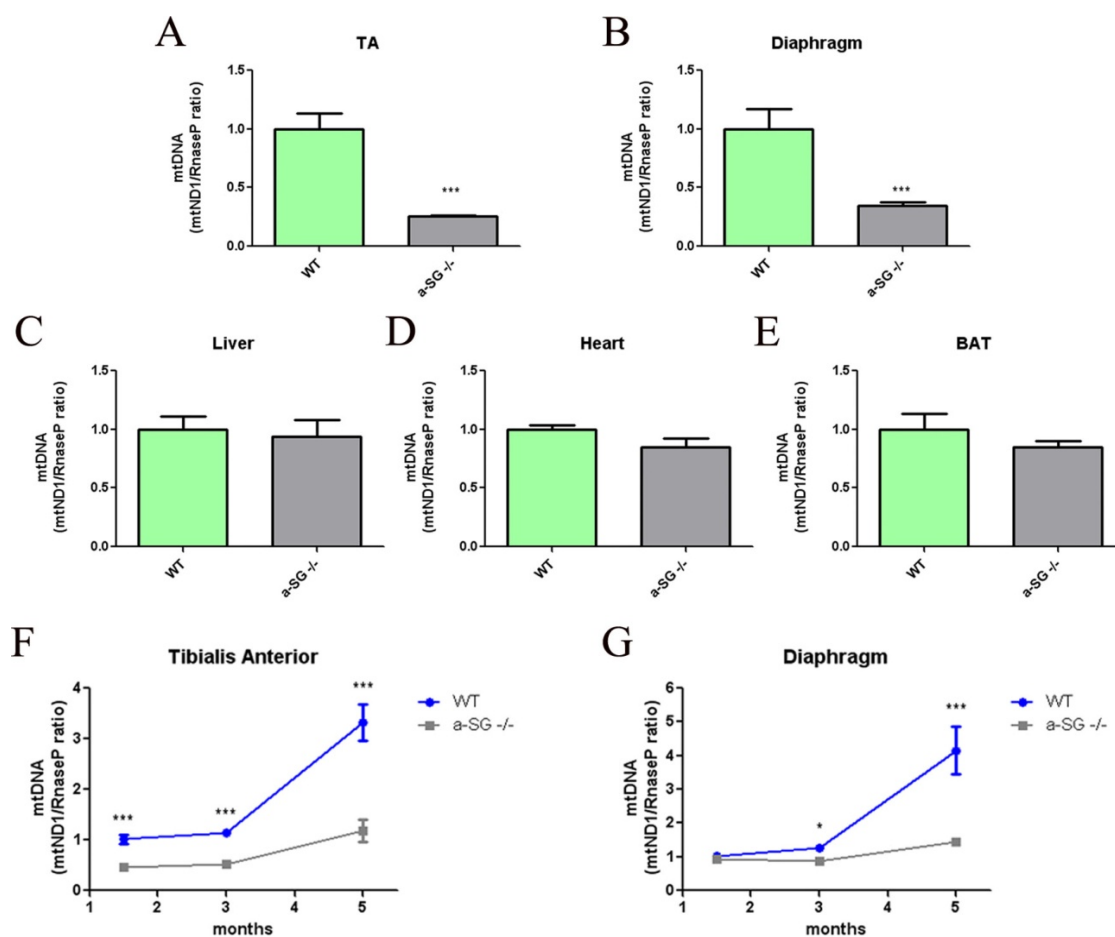 A
TA
mtDNA
(mtND1/RnaseP ratio)
1.5
1.0
0.5
0.0
***
WT
a-SG -/-
B
Diaphragm
mtDNA
(mtND1/RnaseP ratio)
1.5
1.0
0.5
0.0
***
WT
a-SG -/-
C
Liver
mtDNA
(mtND1/RnaseP ratio)
1.5
1.0
0.5
0.0
WT
a-SG -/-
D
Heart
mtDNA
(mtND1/RnaseP ratio)
1.5
1.0
0.5
0.0
WT
a-SG -/-
E
BAT
mtDNA
(mtND1/RnaseP ratio)
1.5
1.0
0.5
0.0
WT
a-SG -/-
F
Tibialis Anterior
mtDNA
(mtND1/RnaseP ratio)
4
3
2
1
0
***
***
***
WT
a-SG -/-
1 2 3 4 5
months
G
Diaphragm
mtDNA
(mtND1/RnaseP ratio)
6
5
4
3
2
1
0
*
***
WT
a-SG -/-
1 2 3 4 5
months